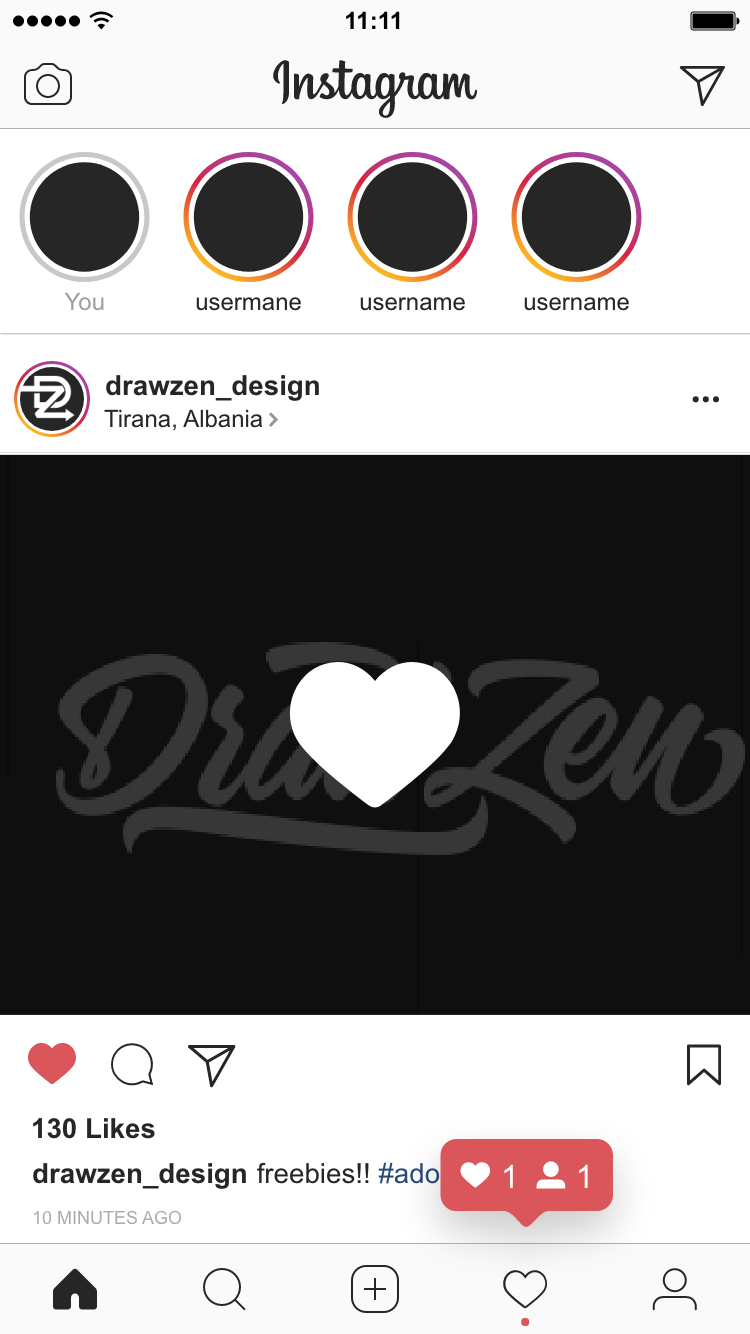 11:11
Instagram
You usermane username username
DZ
drawzen_design
Tirana, Albania
DrawZen
130 Likes
1 1
drawzen_design freebies!! #ado
10 MINUTES AGO